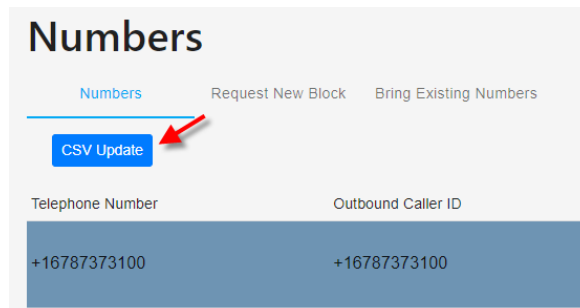 Numbers
Numbers Request New Block Bring Existing Numbers
CSV Update
Telephone Number Outbound Caller ID
+16787373100 +16787373100